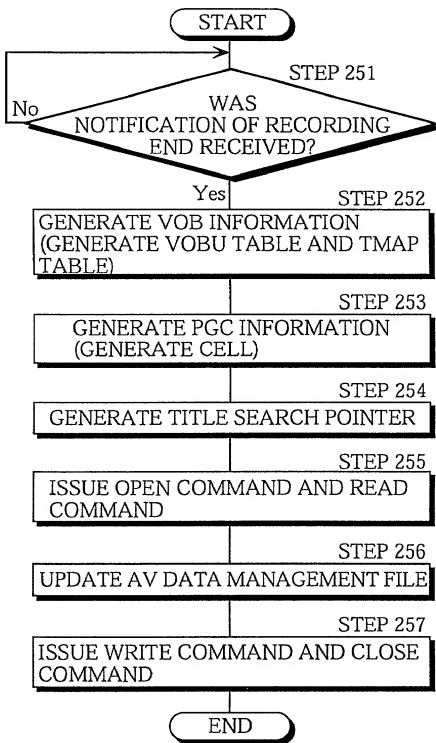 START
STEP 251
No
WAS
NOTIFICATION OF RECORDING
END RECEIVED?
Yes
STEP 252
GENERATE VOB INFORMATION
(GENERATE VOBU TABLE AND TMAP
TABLE)
STEP 253
GENERATE PGC INFORMATION
(GENERATE CELL)
STEP 254
GENERATE TITLE SEARCH POINTER
STEP 255
ISSUE OPEN COMMAND AND READ
COMMAND
STEP 256
UPDATE AV DATA MANAGEMENT FILE
STEP 257
ISSUE WRITE COMMAND AND CLOSE
COMMAND
END